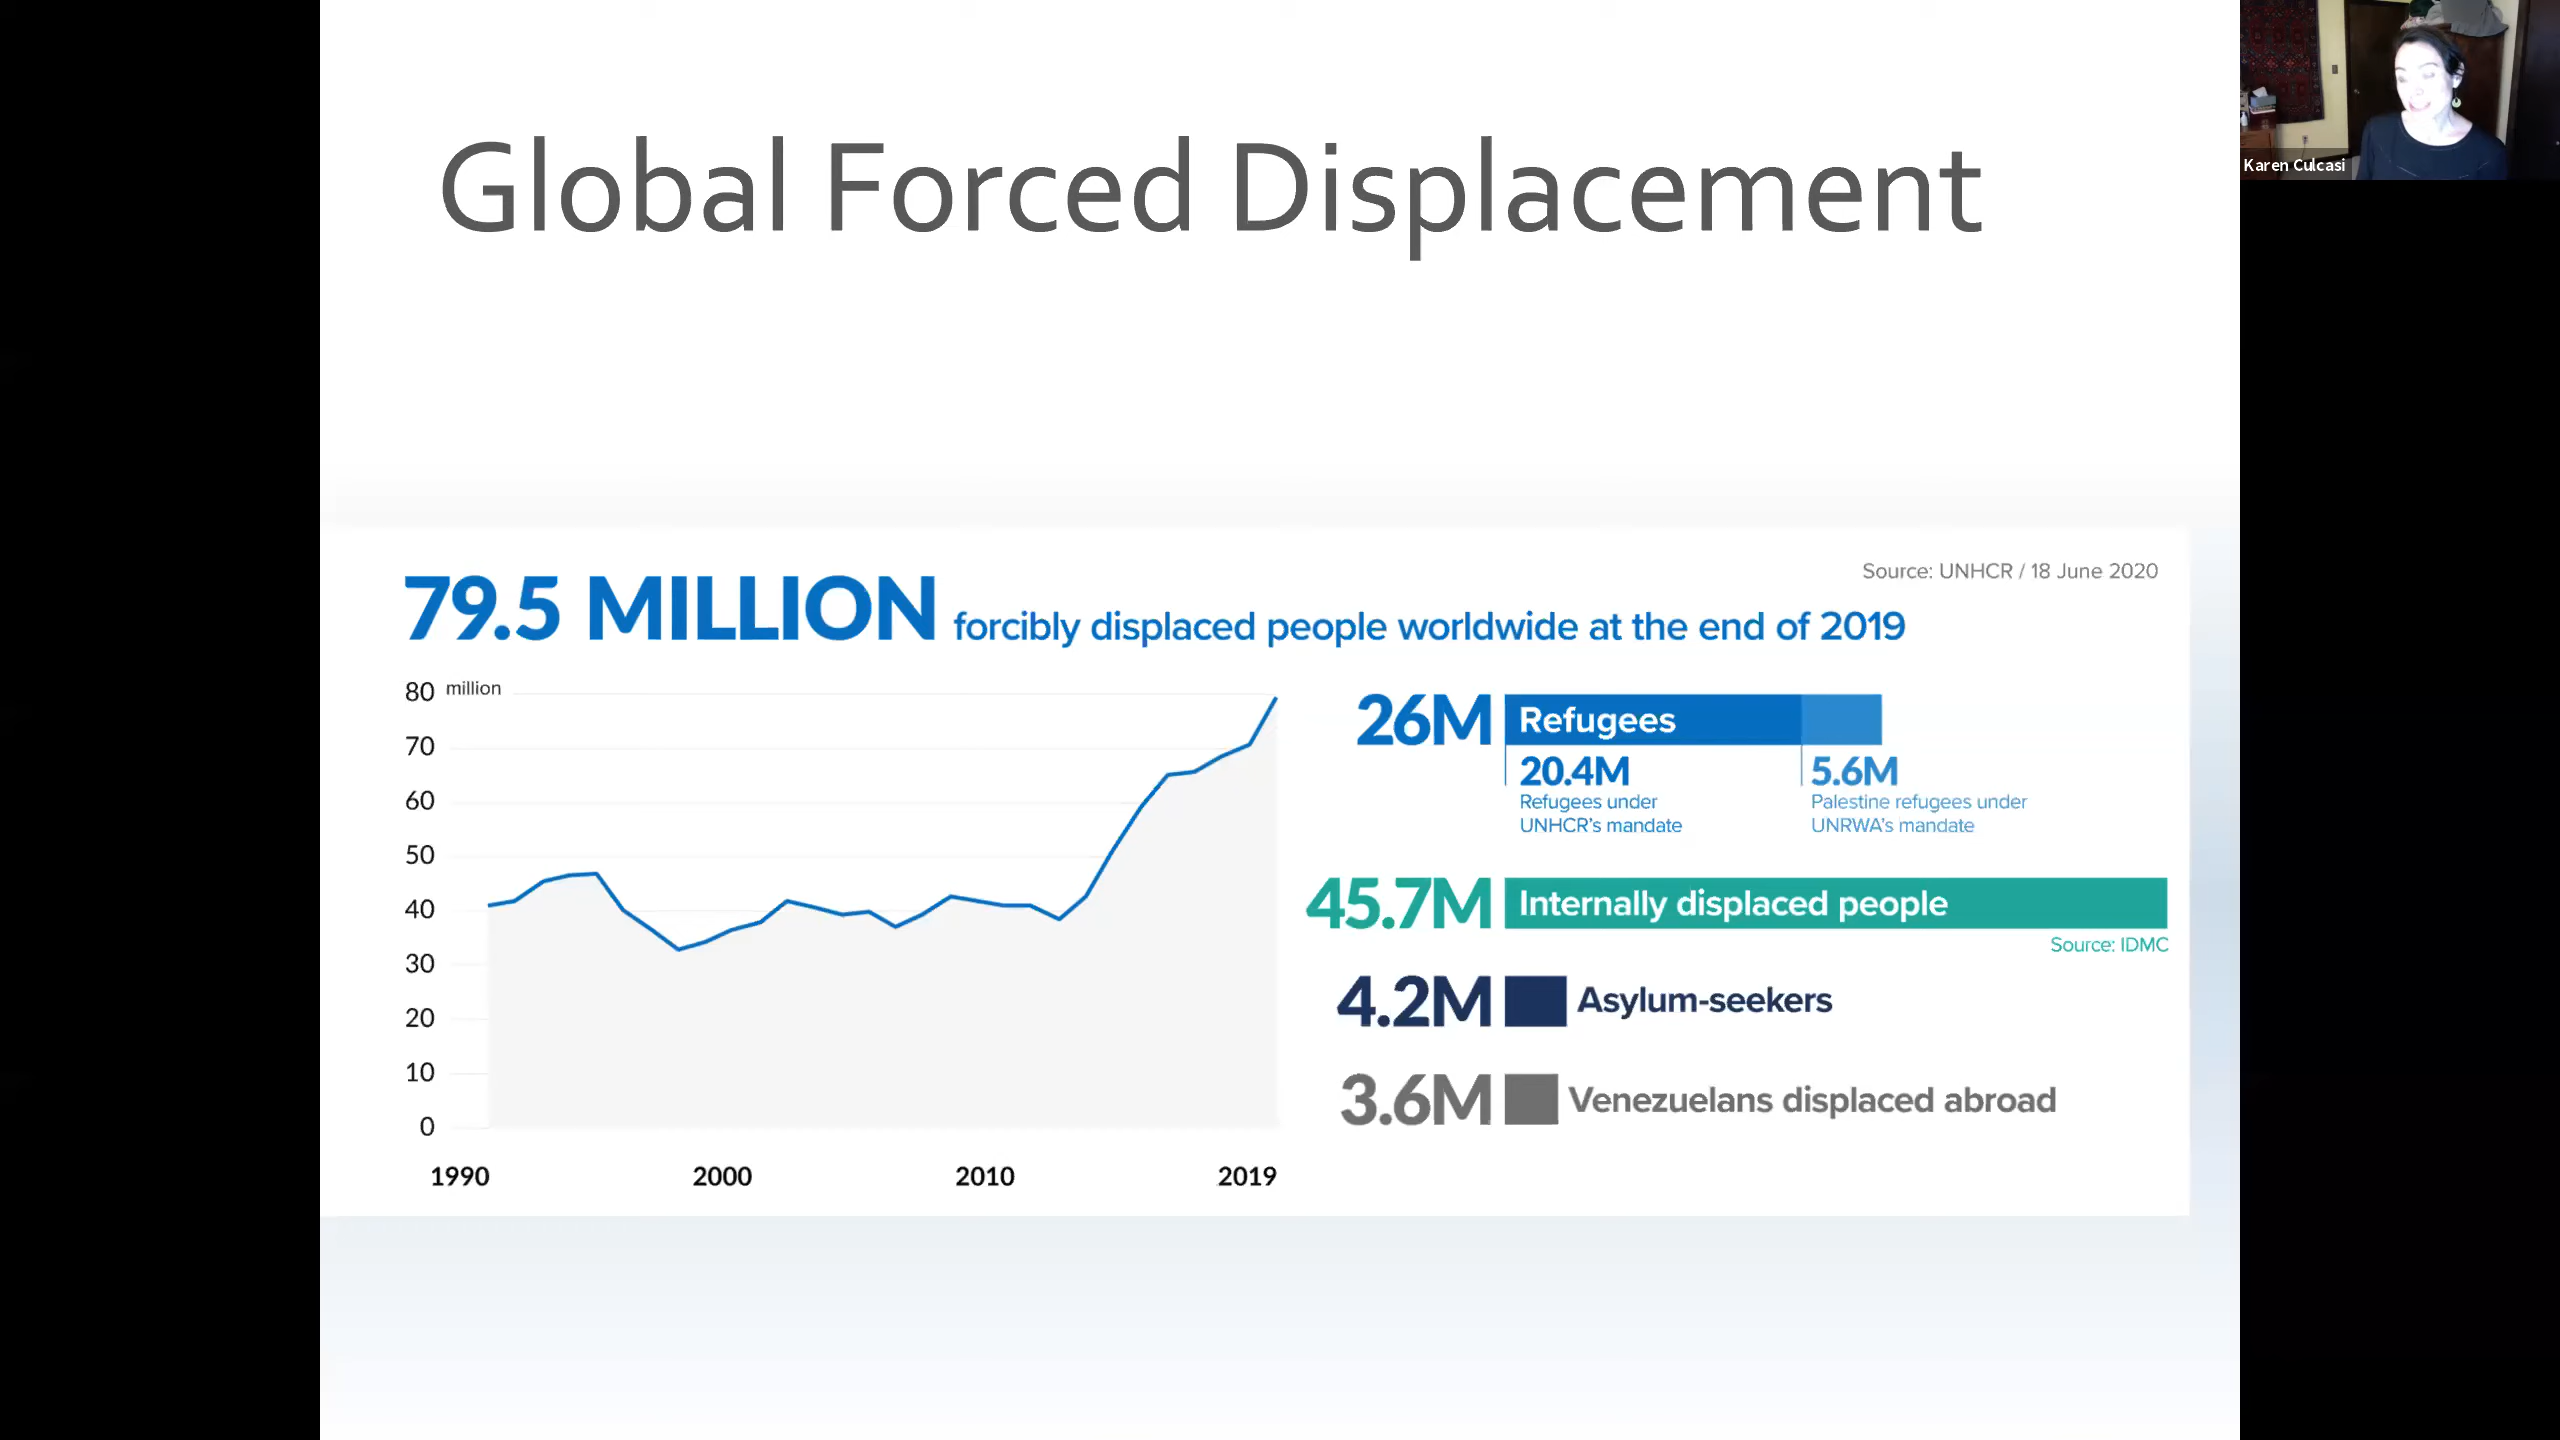 Karen Culcasi
Global Forced Displacement
Source: UNHCR / 18 June 2020
79.5 MILLION forcibly displaced people worldwide at the end of 2019
80 million
70
60
50
40
30
20
10
0
1990 2000 2010 2019
26M Refugees
20.4M
Refugees under
UNHCR's mandate
5.6M
Palestine refugees under
UNRWA's mandate
45.7M Internally displaced people
Source: IDMC
4.2M Asylum-seekers
3.6M Venezuelans displaced abroad